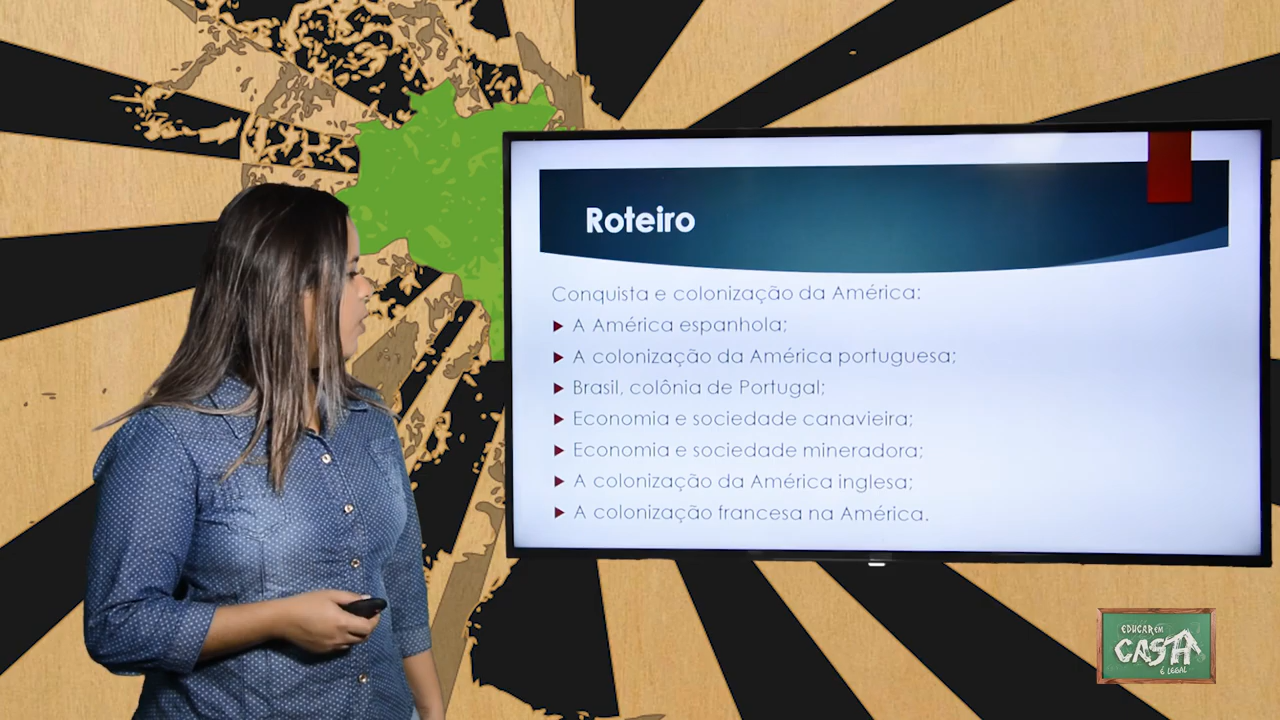 Roteiro
Conquista e colonização da América:
A América espanhola;
A colonização da América portuguesa;
Brasil, colônia de Portugal;
Economia e sociedade canavieira;
Economia e sociedade mineradora;
A colonização da América inglesa;
A colonização francesa na América.
EDUCAR EM
CASA
É LEGAL